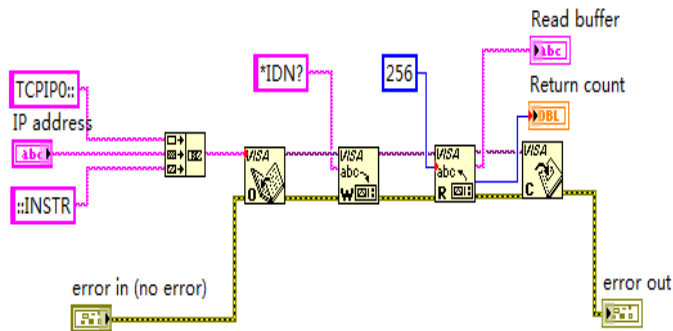 Read buffer
abc
TCPIP0::
*IDN?
256
Return count
DBL
IP address
abc
VISA
VISA
abc
VISA
abc
VISA
O
W
R
C
::INSTR
error in (no error)
error out